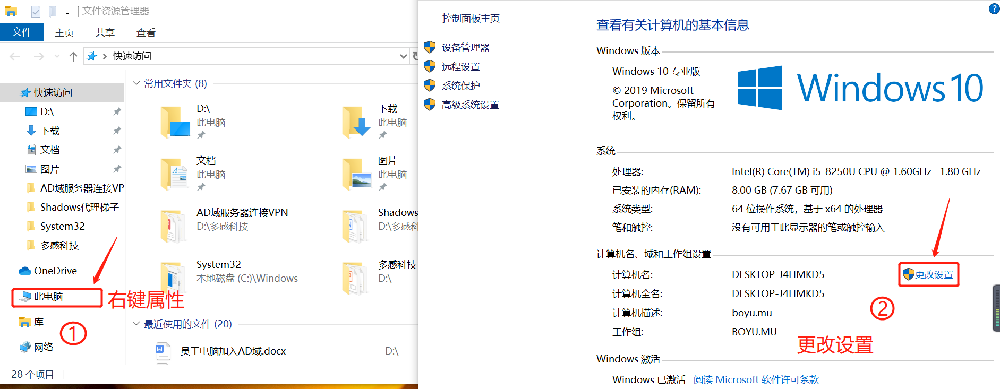 文件资源管理器
文件
主页
共享
查看
快速访问
快速访问
D:\
下载
文档
图片
AD域服务器连接VP
Shadows代理梯子
System32
多感科技
OneDrive
此电脑
库
网络
28 个项目
常用文件夹 (8)
D:\
此电脑
下载
此电脑
文档
此电脑
图片
此电脑
AD域服务器连接VPN
D:\多感科技
Shadows
D:\多感科
System32
本地磁盘 (C:)\Windows
多感科技
D:\
右键属性
①
最近使用的文件 (20)
员工电脑加入AD域.docx
D:\
控制面板主页
设备管理器
远程设置
系统保护
高级系统设置
?
查看有关计算机的基本信息
Windows 版本
Windows 10 专业版
© 2019 Microsoft
Corporation。保留所有
权利。
Windows 10
系统
处理器:
Intel(R) Core(TM) i5-8250U CPU @ 1.60GHz 1.80 GHz
已安装的内存(RAM):
8.00 GB (7.67 GB 可用)
系统类型:
64 位操作系统，基于 x64 的处理器
笔和触控:
没有可用于此显示器的笔或触控输入
计算机名、域和工作组设置
计算机名:
DESKTOP-J4HMKD5
更改设置
计算机全名:
DESKTOP-J4HMKD5
②
计算机描述:
boyu.mu
工作组:
BOYU.MU
更改设置
Windows 激活
Windows 已激活 阅读 Microsoft 软件许可条款